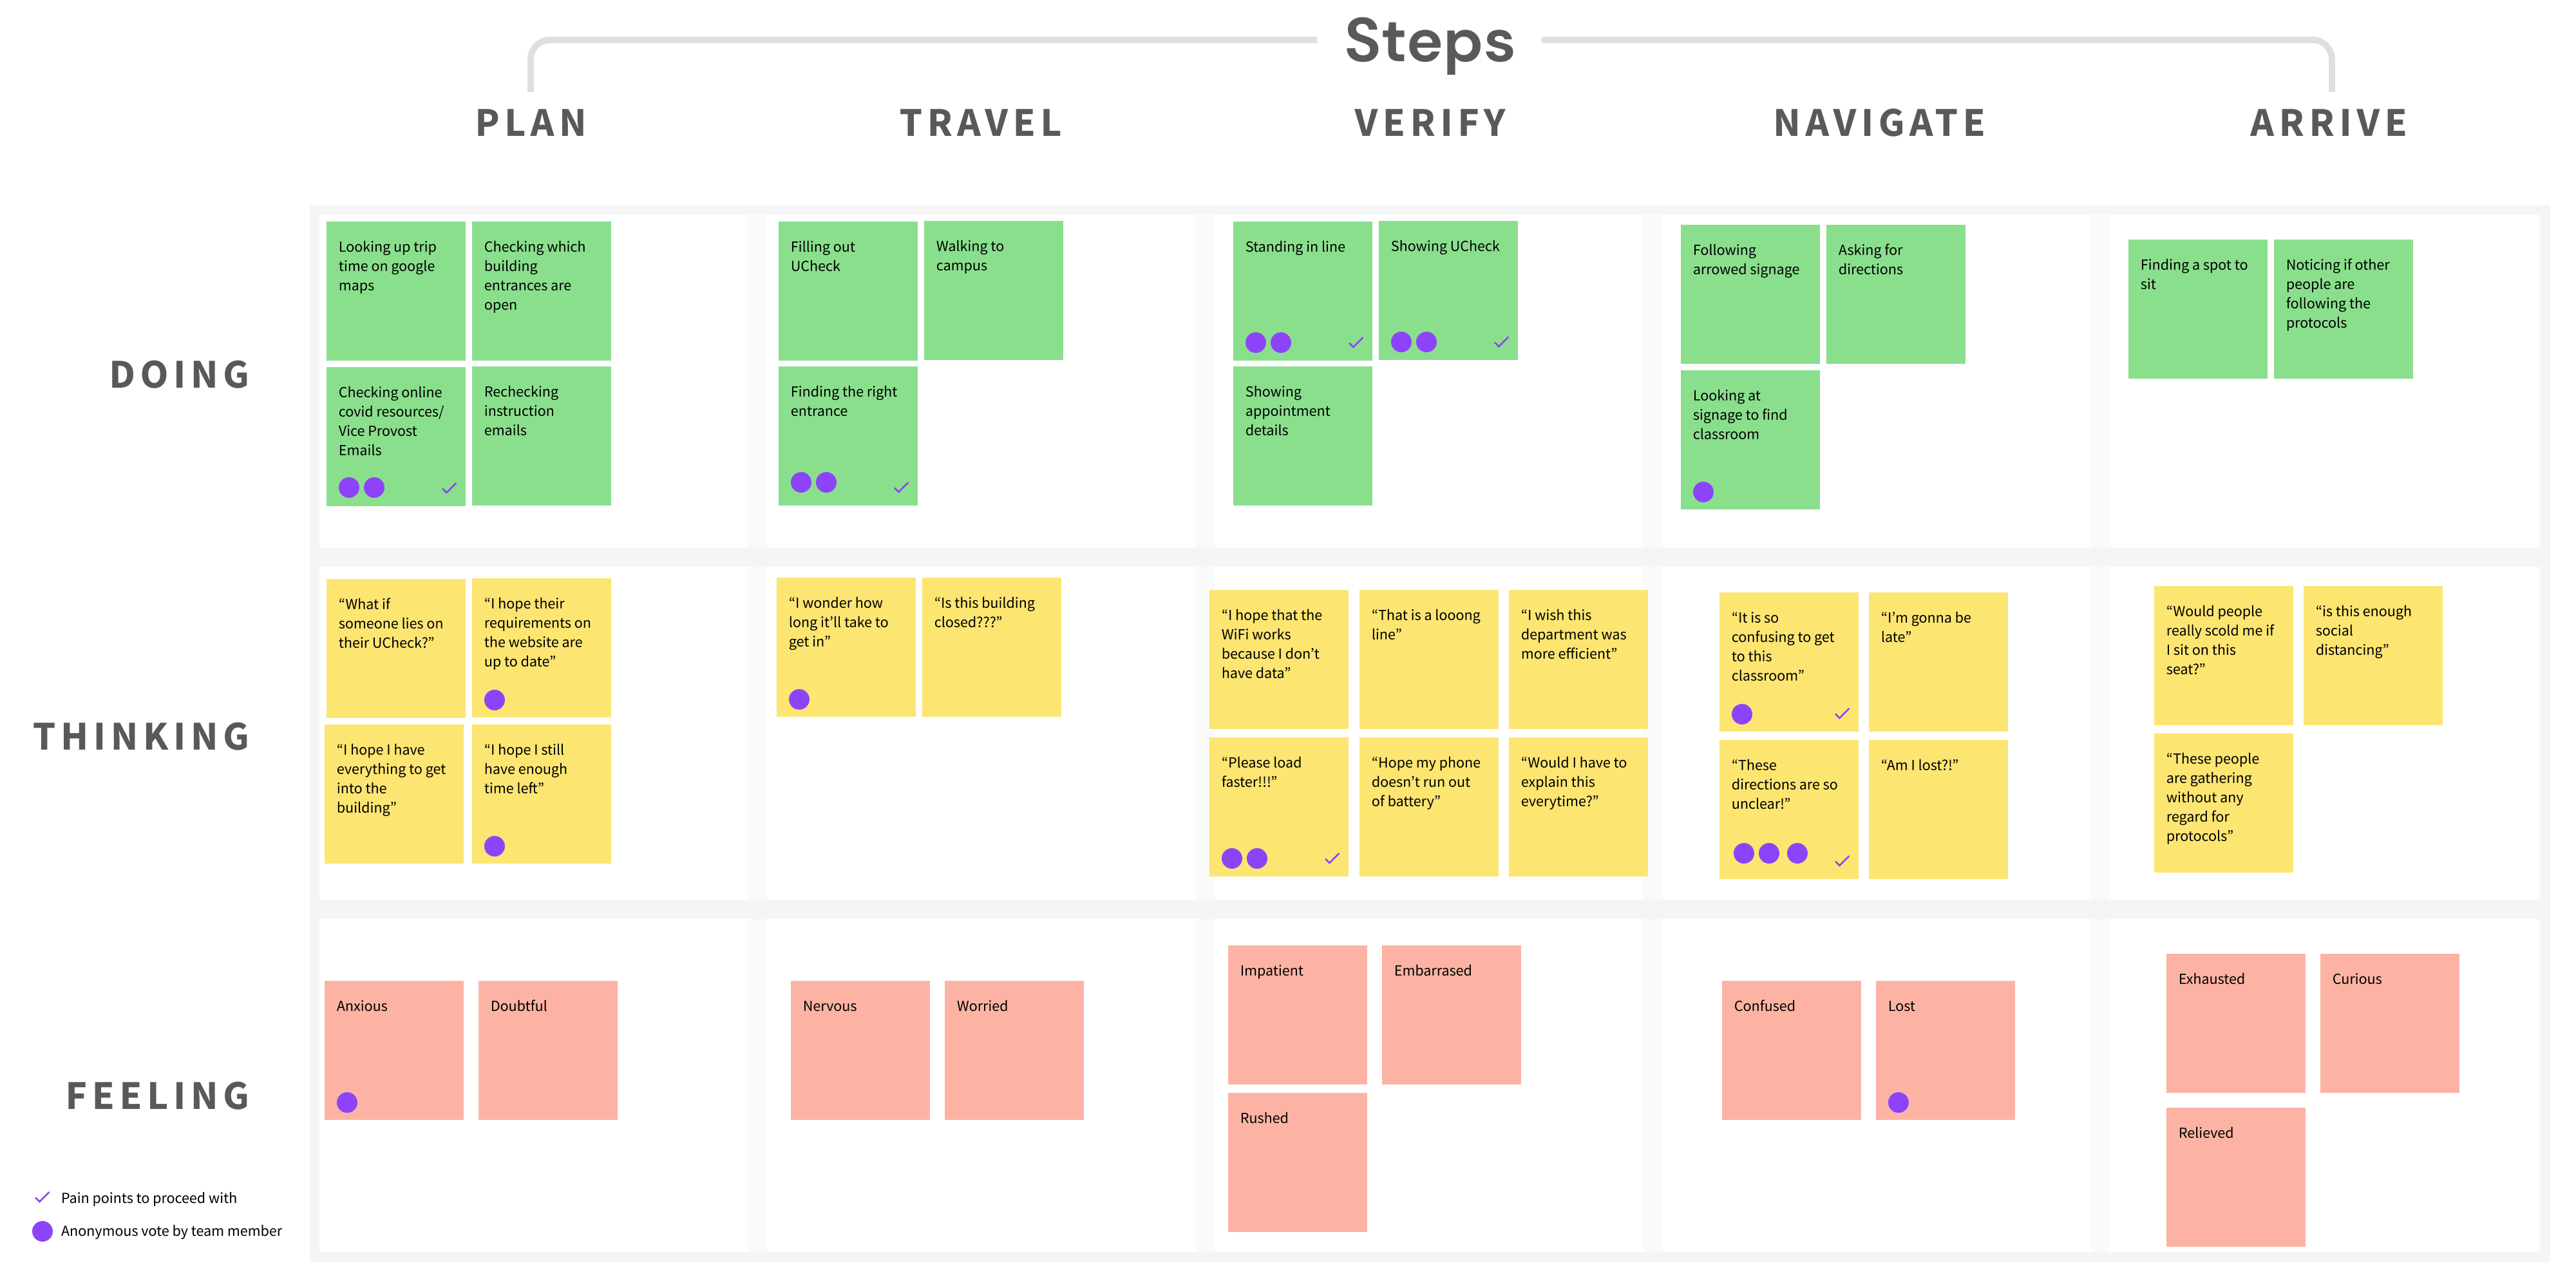 Steps
PLAN
TRAVEL
VERIFY
NAVIGATE
ARRIVE
DOING
Looking up trip
time on google
maps
Checking which
building
entrances are
open
Checking online
covid resources/
Vice Provost
Emails
Rechecking
instruction
emails
Filling out
UCheck
Walking to
campus
Finding the right
entrance
Standing in line
Showing UCheck
Showing
appointment
details
Following
arrowed signage
Asking for
directions
Looking at
signage to find
classroom
Finding a spot to
sit
Noticing if other
people are
following the
protocols
THINKING
“What if
someone lies on
their UCheck?”
“I hope their
requirements on
the website are
up to date”
“I hope I have
everything to get
into the
building”
“I hope I still
have enough
time left”
“I wonder how
long it’ll take to
get in”
“Is this building
closed???”
“I hope that the
WiFi works
because I don’t
have data”
“That is a looong
line”
“I wish this
department was
more efficient”
“Please load
faster!!!”
“Hope my phone
doesn’t run out
of battery”
“Would I have to
explain this
everytime?”
“It is so
confusing to get
to this
classroom”
“I’m gonna be
late”
“These
directions are so
unclear!”
“Am I lost?!”
“Would people
really scold me if
I sit on this
seat?”
“is this enough
social
distancing”
“These people
are gathering
without any
regard for
protocols”
FEELING
Anxious
Doubtful
Nervous
Worried
Impatient
Embarrased
Rushed
Confused
Lost
Exhausted
Curious
Relieved
Pain points to proceed with
Anonymous vote by team member